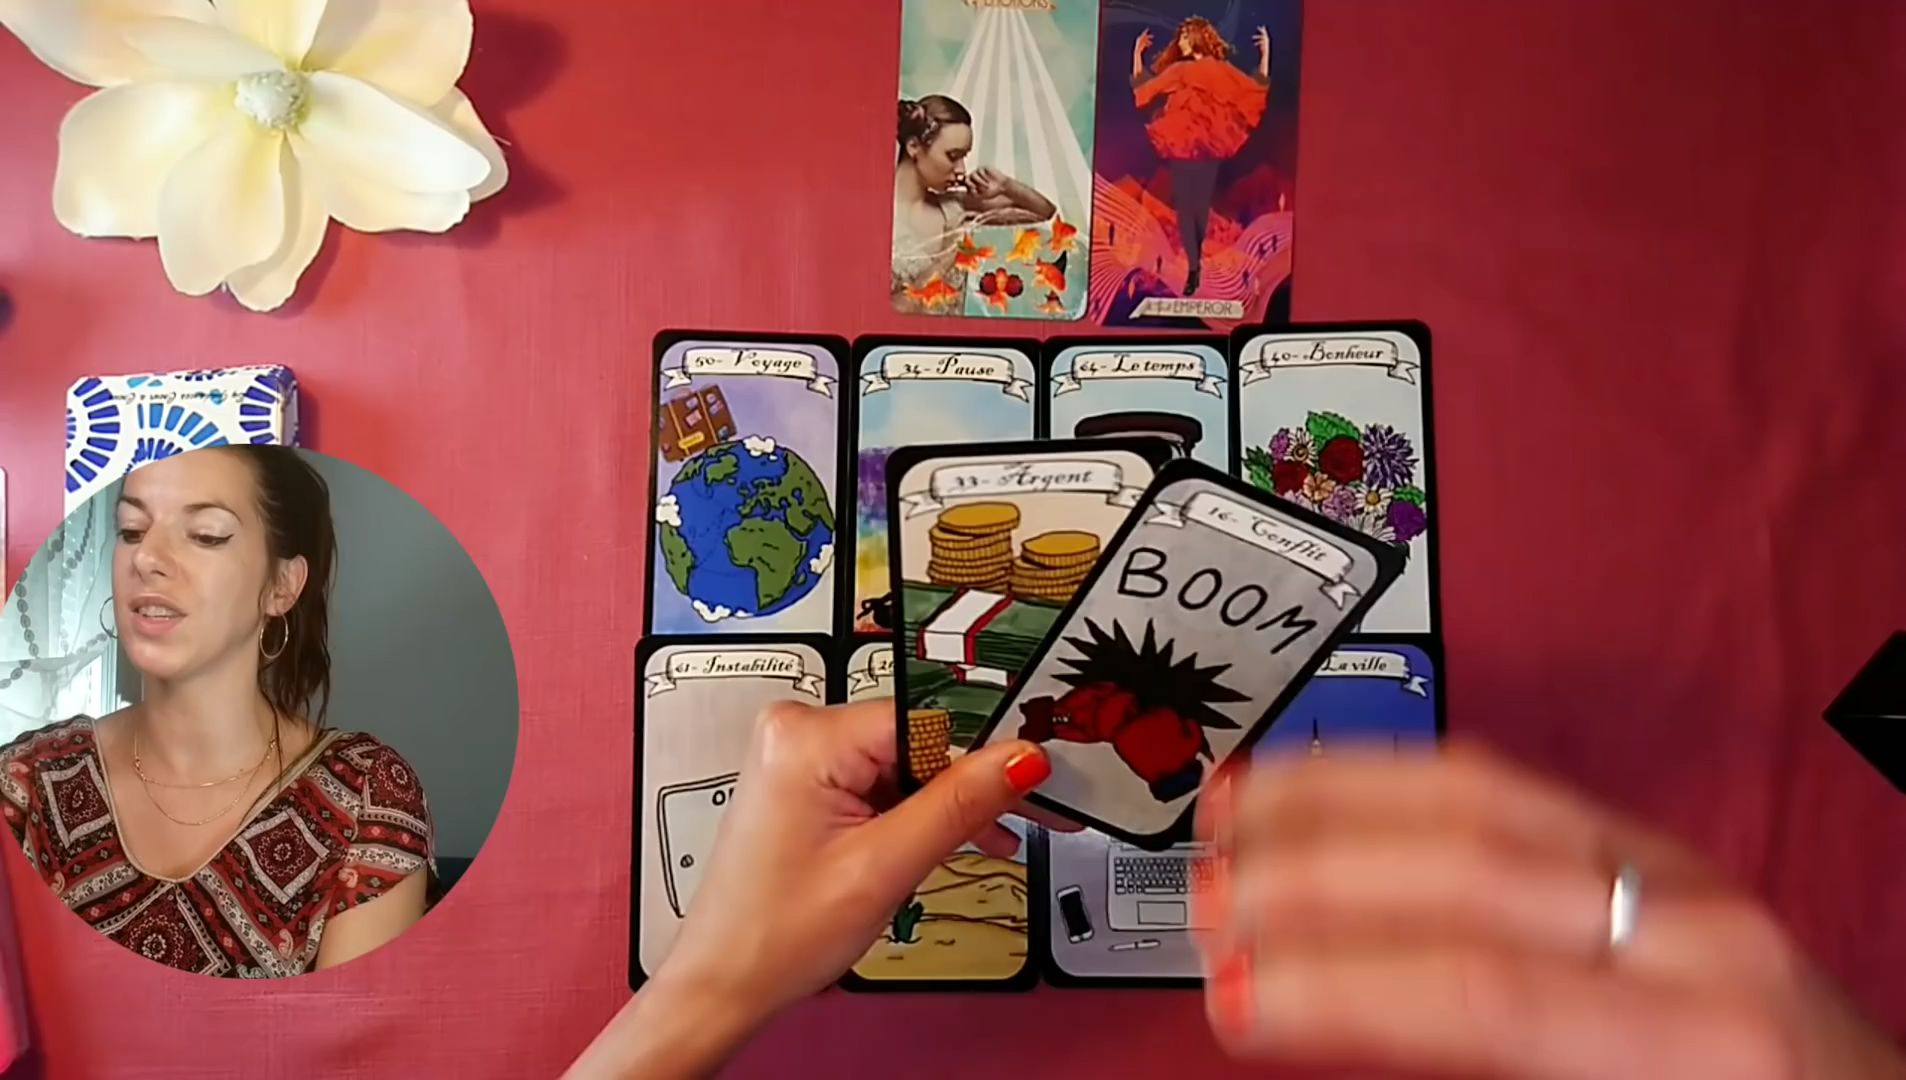 EMOTIONS
EMPEROR
50- Voyage
34- Pause
64- Le temps
40- Bonheur
33- Argent
16- Conflit
BOOM
61- Instabilité
La ville